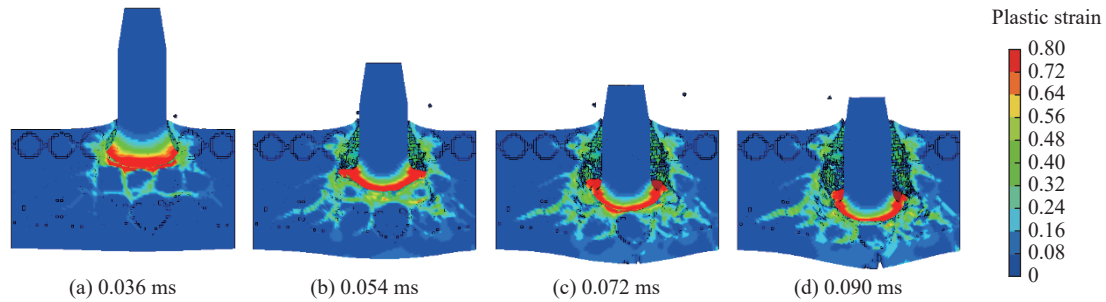 Plastic strain
0.80
0.72
0.64
0.56
0.48
0.40
0.32
0.24
0.16
0.08
0
(a) 0.036 ms
(b) 0.054 ms
(c) 0.072 ms
(d) 0.090 ms